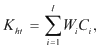 K_{ht} = \sum_{i=1}^{I} W_i C_i,